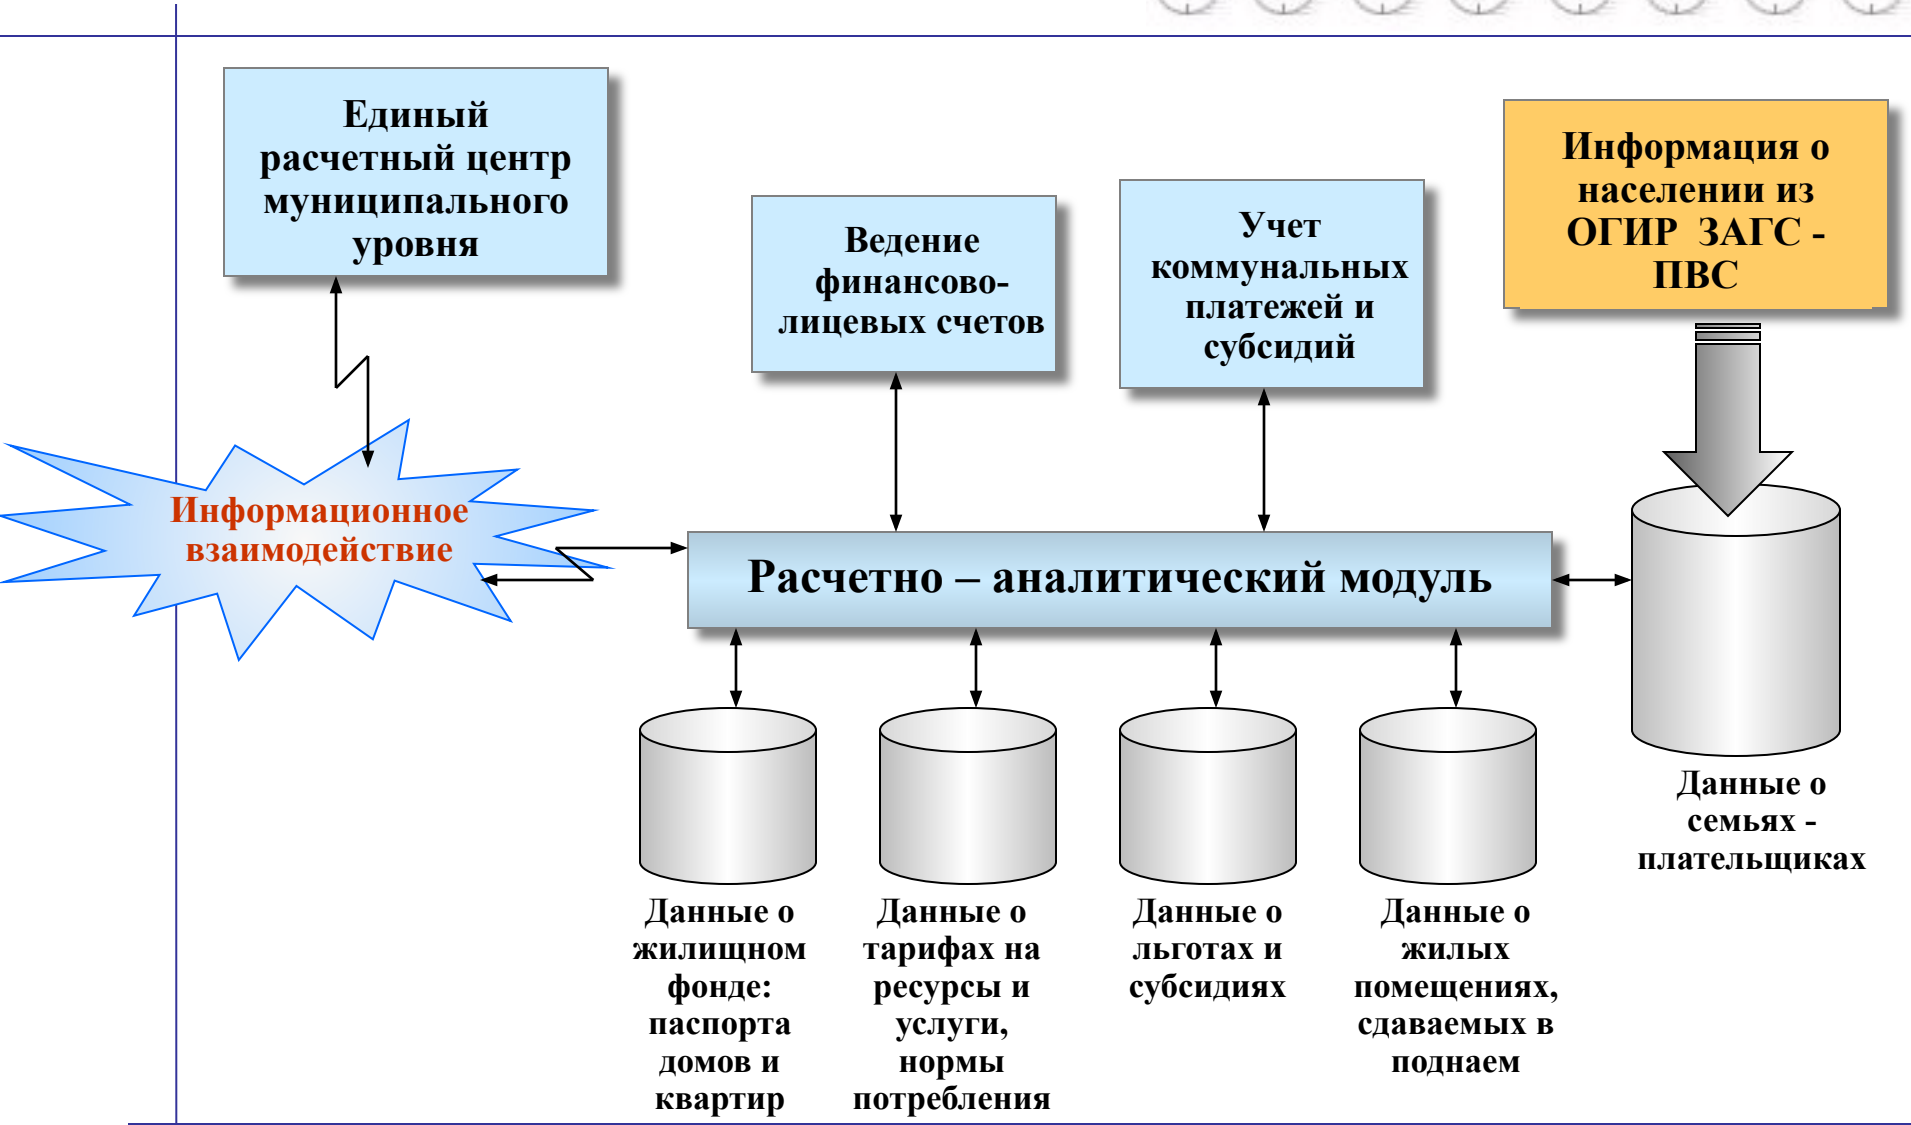 Единый
расчетный центр
муниципального
уровня
Ведение
финансово-
лицевых счетов
Учет
коммунальных
платежей и
субсидий
Информация о
населении из
ОГИР ЗАГС -
ПВС
Информационное
взаимодействие
Расчетно – аналитический модуль
Данные о
семьях -
плательщиках
Данные о
жилищном
фонде:
паспорта
домов и
квартир
Данные о
тарифах на
ресурсы и
услуги,
нормы
потребления
Данные о
льготах и
субсидиях
Данные о
жилых
помещениях,
сдаваемых в
поднаем